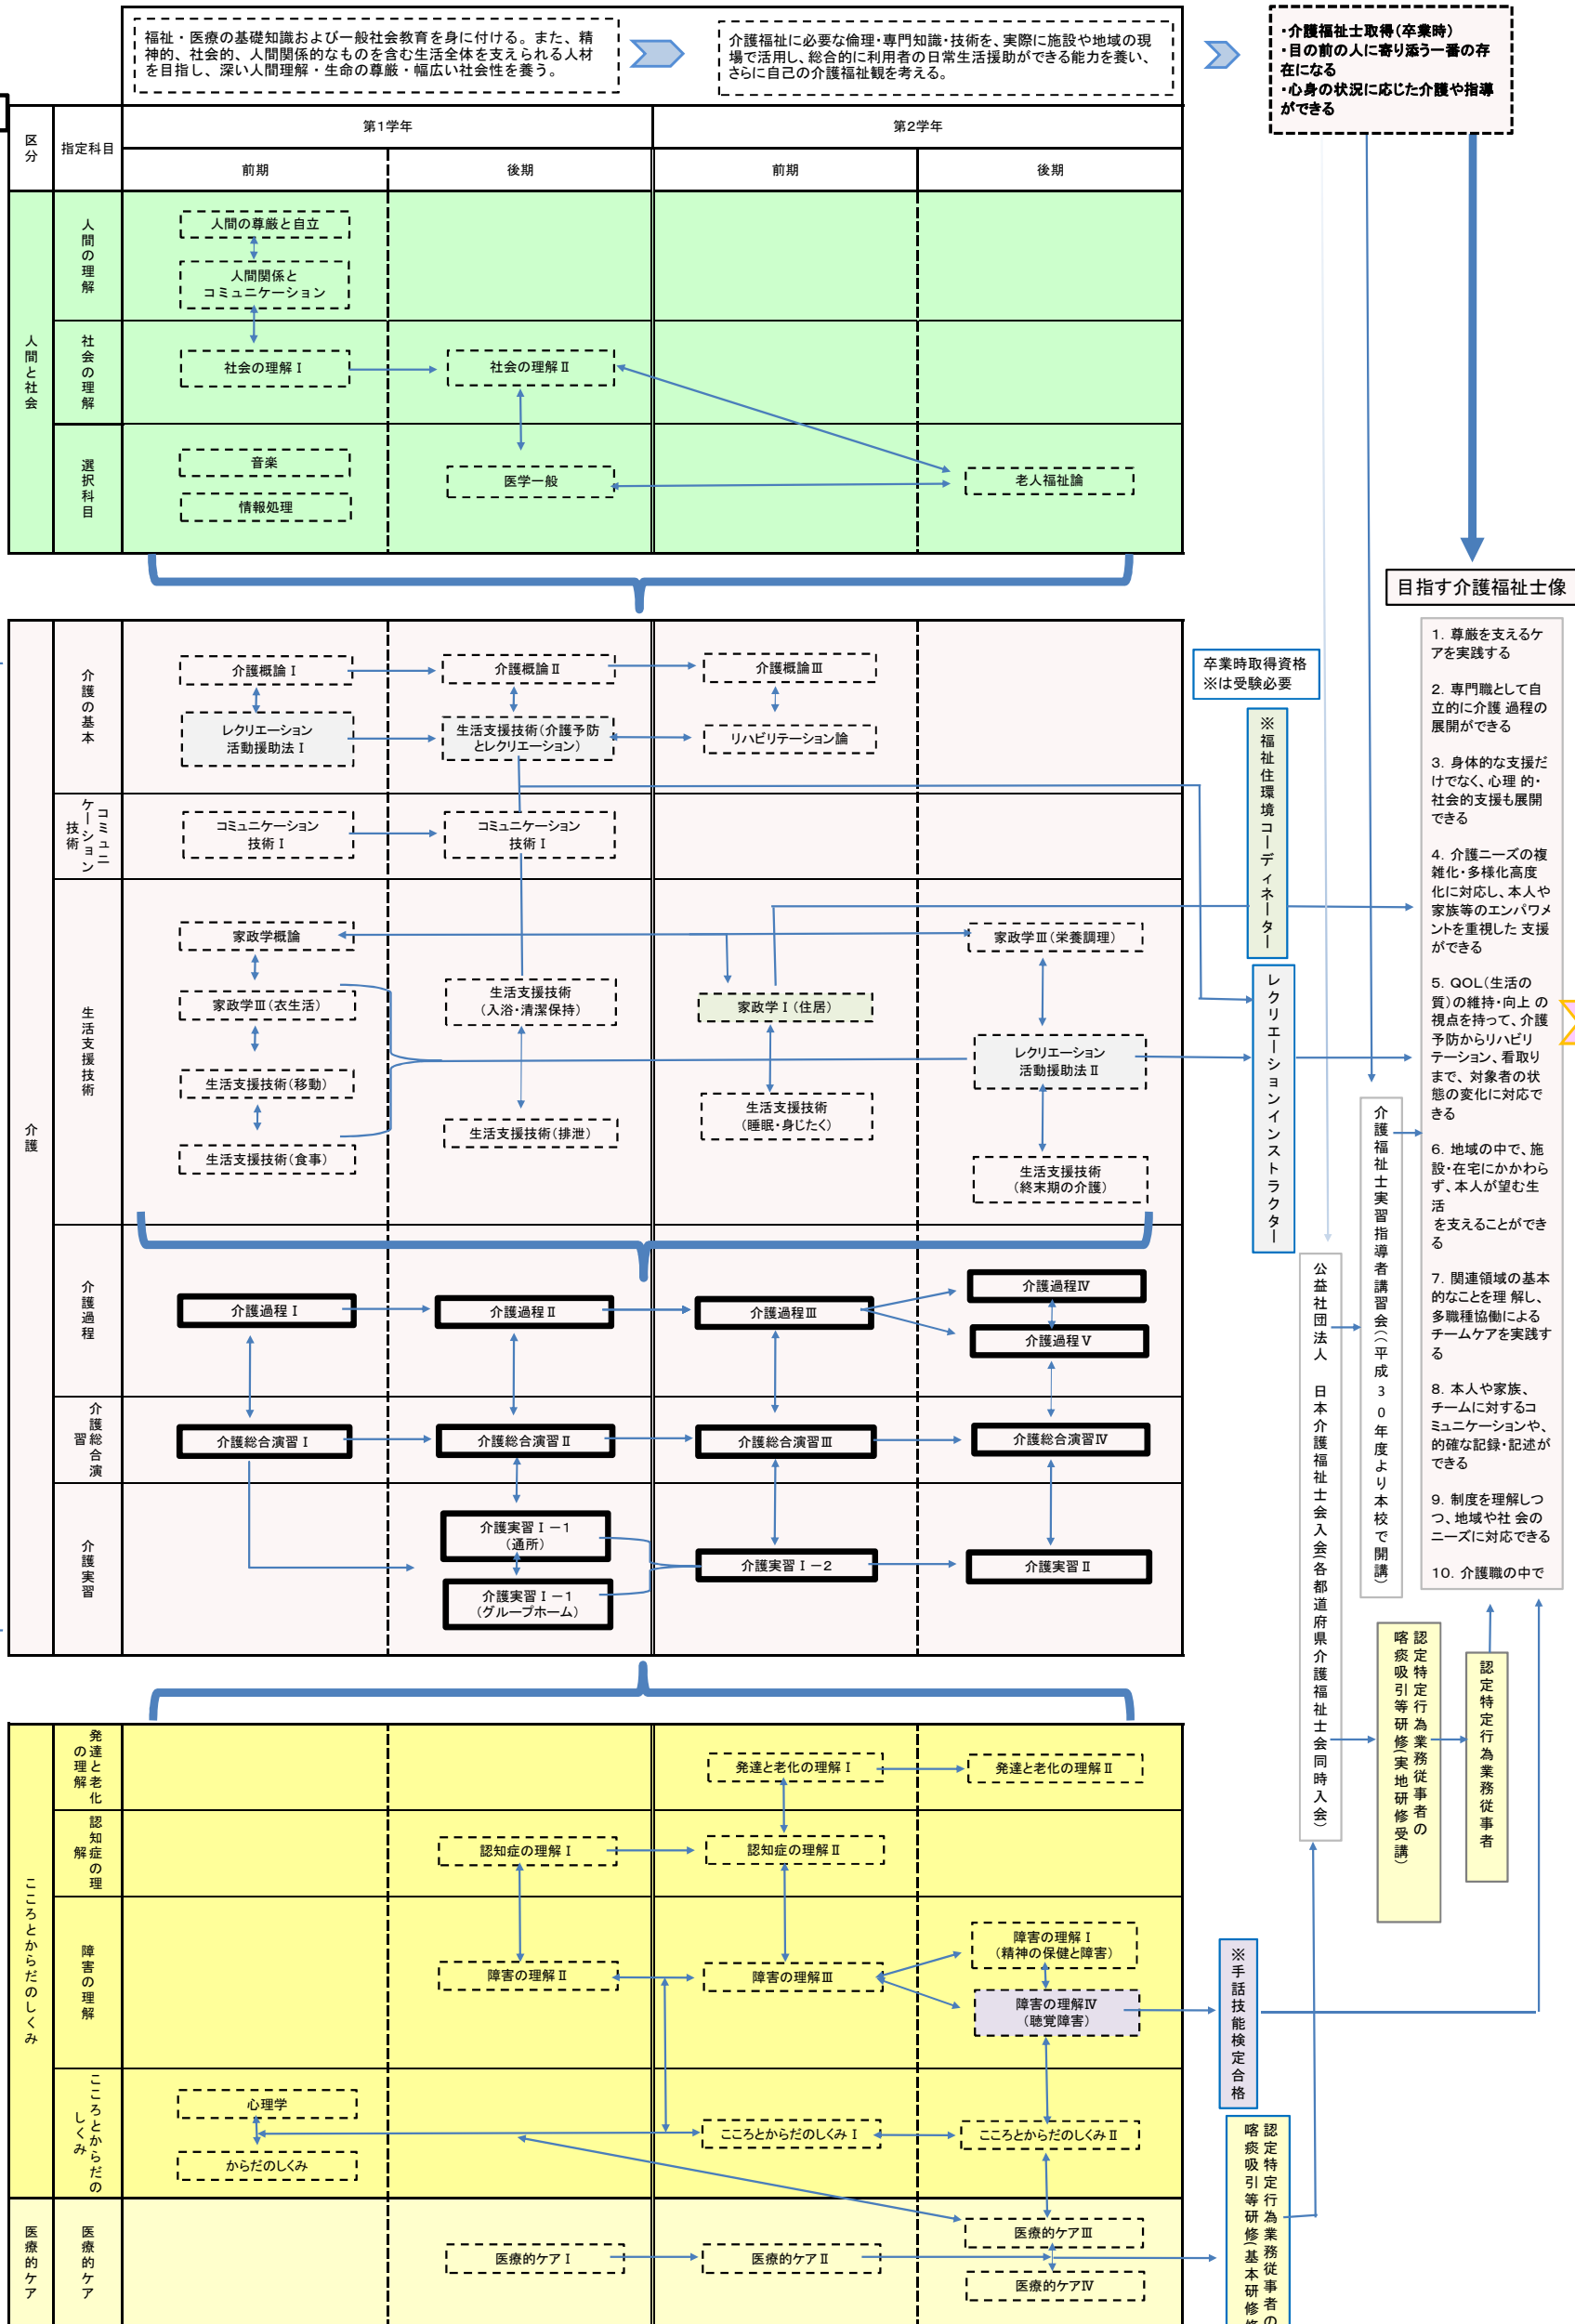 福祉・医療の基礎知識および一般社会教育を身に付ける。また、精
神的、社会的、人間関係的なものを含む生活全体を支えられる人材
を目指し、深い人間理解・生命の尊厳・幅広い社会性を養う。
介護福祉に必要な倫理・専門知識・技術を、実際に施設や地域の現
場で活用し、総合的に利用者の日常生活援助ができる能力を養い、
さらに自己の介護福祉観を考える。
・介護福祉士取得(卒業時)
・目の前の人に寄り添う一番の存
在になる
・心身の状況に応じた介護や指導
ができる
区分
指定科目
第1学年
第2学年
前期
後期
前期
後期
人間と社会
人間の理解
人間の尊厳と自立
人間関係と
コミュニケーション
社会の理解
社会の理解Ⅰ
社会の理解Ⅱ
選択科目
音楽
情報処理
医学一般
老人福祉論
介護
介護の基本
介護概論Ⅰ
介護概論Ⅱ
介護概論Ⅲ
レクリエーション
活動援助法Ⅰ
生活支援技術(介護予防
とレクリエーション)
リハビリテーション論
コミュニ
ケーション
技術
コミュニケーション
技術Ⅰ
コミュニケーション
技術Ⅰ
生活支援技術
家政学概論
家政学Ⅲ(栄養調理)
家政学Ⅲ(衣生活)
生活支援技術
(入浴・清潔保持)
家政学Ⅰ(住居)
生活支援技術(移動)
レクリエーション
活動援助法Ⅱ
生活支援技術(排泄)
生活支援技術
(睡眠・身じたく)
生活支援技術(食事)
生活支援技術
(終末期の介護)
介護過程
介護過程Ⅰ
介護過程Ⅱ
介護過程Ⅲ
介護過程Ⅳ
介護過程Ⅴ
介護総合演
習
介護総合演習Ⅰ
介護総合演習Ⅱ
介護総合演習Ⅲ
介護総合演習Ⅳ
介護実習
介護実習Ⅰ－1
(通所)
介護実習Ⅰ－1
(グループホーム)
介護実習Ⅰ－2
介護実習Ⅱ
こころとからだのしくみ
発達と老化
の理解
発達と老化の理解Ⅰ
発達と老化の理解Ⅱ
認知症の理
解
認知症の理解Ⅰ
認知症の理解Ⅱ
障害の理解
障害の理解Ⅱ
障害の理解Ⅲ
障害の理解Ⅰ
(精神の保健と障害)
障害の理解Ⅳ
(聴覚障害)
こころとからだの
しくみ
心理学
からだのしくみ
こころとからだのしくみⅠ
こころとからだのしくみⅡ
医療的ケア
医療的ケア
医療的ケアⅠ
医療的ケアⅡ
医療的ケアⅢ
医療的ケアⅣ
卒業時取得資格
※は受験必要
※福祉住環境コーディネーター
レクリエーションインストラクター
公益社団法人　日本介護福祉士会入会(各都道府県介護福祉士会同時入会)
介護福祉士実習指導者講習会((平成30年度より本校で開講)
認定特定行為業務従事者の
喀痰吸引等研修(実地研修受講)
認定特定行為業務従事者
※手話技能検定合格
認定特定行為業務従事者の
喀痰吸引等研修(基本研修
目指す介護福祉士像
1. 尊厳を支えるケ
アを実践する
2. 専門職として自
立的に介護 過程の
展開ができる
3. 身体的な支援だ
けでなく、心理 的・
社会的支援も展開
できる
4. 介護ニーズの複
雑化・多様化高度
化に対応し、本人や
家族等のエンパワメ
ントを重視した 支援
ができる
5. QOL(生活の
質)の維持・向上 の
視点を持って、介護
予防からリハビリ
テーション、看取り
まで、対象者の状
態の変化に対応で
きる
6. 地域の中で、施
設・在宅にかかわら
ず、本人が望む生
活
を支えることができ
る
7. 関連領域の基本
的なことを理 解し、
多職種協働による
チームケアを実践す
る
8. 本人や家族、
チームに対するコ
ミュニケーションや、
的確な記録・記述が
できる
9. 制度を理解しつ
つ、地域や社 会の
ニーズに対応できる
10. 介護職の中で